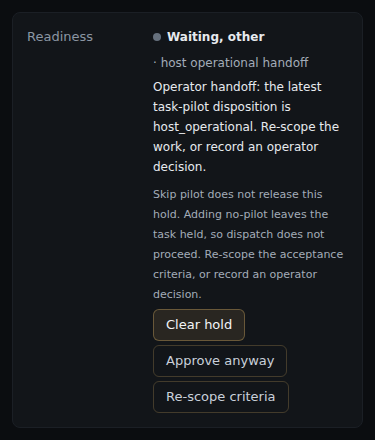 Readiness
Waiting, other
· host operational handoff
Operator handoff: the latest
task-pilot disposition is
host_operational. Re-scope the
work, or record an operator
decision.
Skip pilot does not release this
hold. Adding no-pilot leaves the
task held, so dispatch does not
proceed. Re-scope the acceptance
criteria, or record an operator
decision.
Clear hold
Approve anyway
Re-scope criteria